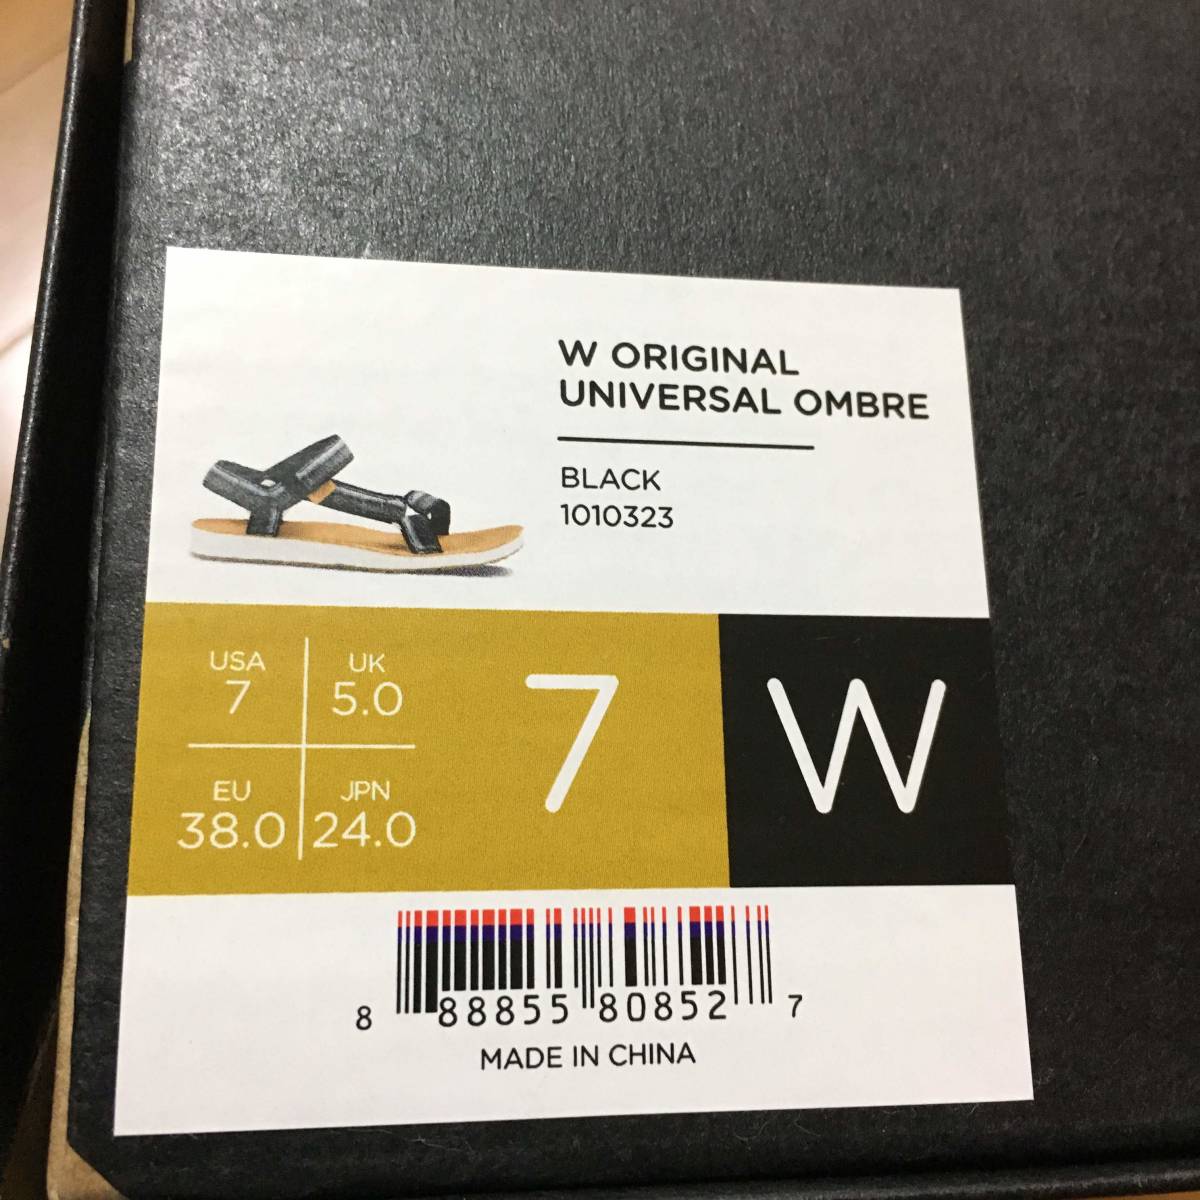 W ORIGINAL
UNIVERSAL OMBRE
BLACK
1010323
USA
7
UK
5.0
EU
38.0
JPN
24.0
7
W
8 88855 80852 7
MADE IN CHINA